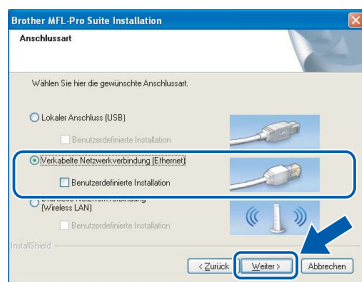 Brother MFL-Pro Suite Installation
Anschlussart
Wählen Sie hier die gewünschte Anschlussart.
Lokaler Anschluss (USB)
Benutzerdefinierte Installation
Verkabelte Netzwerkverbindung (Ethernet)
Benutzerdefinierte Installation
(Wireless LAN)
Benutzerdefinierte Installation
InstallShield
< Zurück
Weiter >
Abbrechen